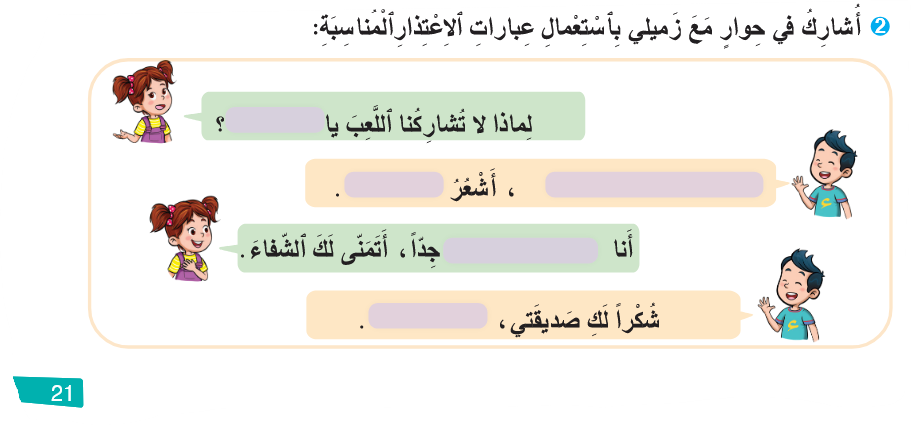 2 أُشارِكُ في حِوارٍ مَعَ زَميلي بِٱسْتِعْمالِ عِباراتِ ٱلِاعْتِذارِٱلْمُناسِبَةِ:
لِماذا لا تُشارِكُنا ٱللَّعِبَ يا ؟
، أَشْعُرُ .
أَنا جِدّاً، أَتَمَنّى لَكَ ٱلشِّفاءَ.
شُكْراً لَكِ صَديقَتي، .
ء
ء
21